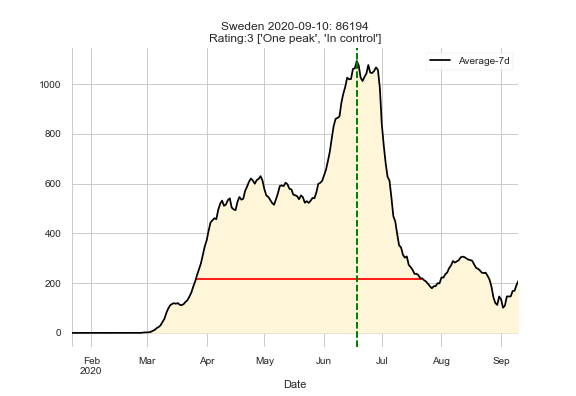 Sweden 2020-09-10: 86194
Rating:3 ['One peak', 'In control']
Average-7d
1000
800
600
400
200
0
Feb Mar Apr May Jun Jul Aug Sep
2020
Date